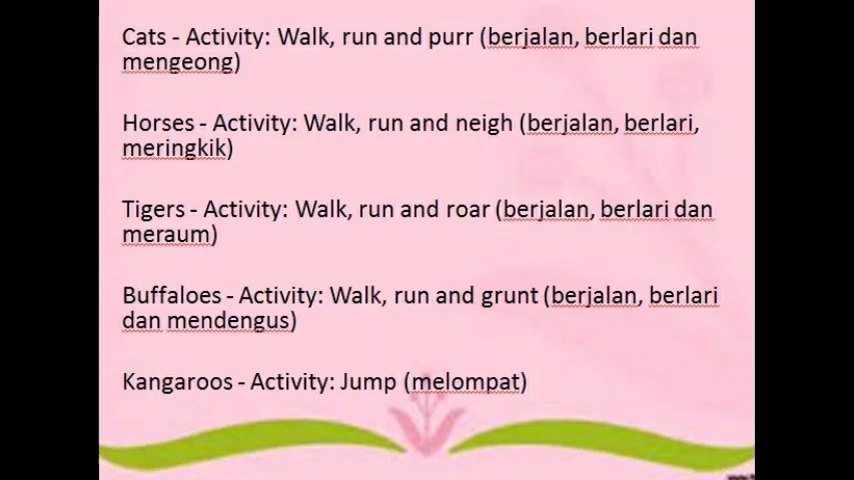 Cats - Activity: Walk, run and purr (berjalan, berlari dan
mengeong)
Horses - Activity: Walk, run and neigh (berjalan, berlari,
meringkik)
Tigers - Activity: Walk, run and roar (berjalan, berlari dan
meraum)
Buffaloes - Activity: Walk, run and grunt (berjalan, berlari
dan mendengus)
Kangaroos - Activity: Jump (melompat)